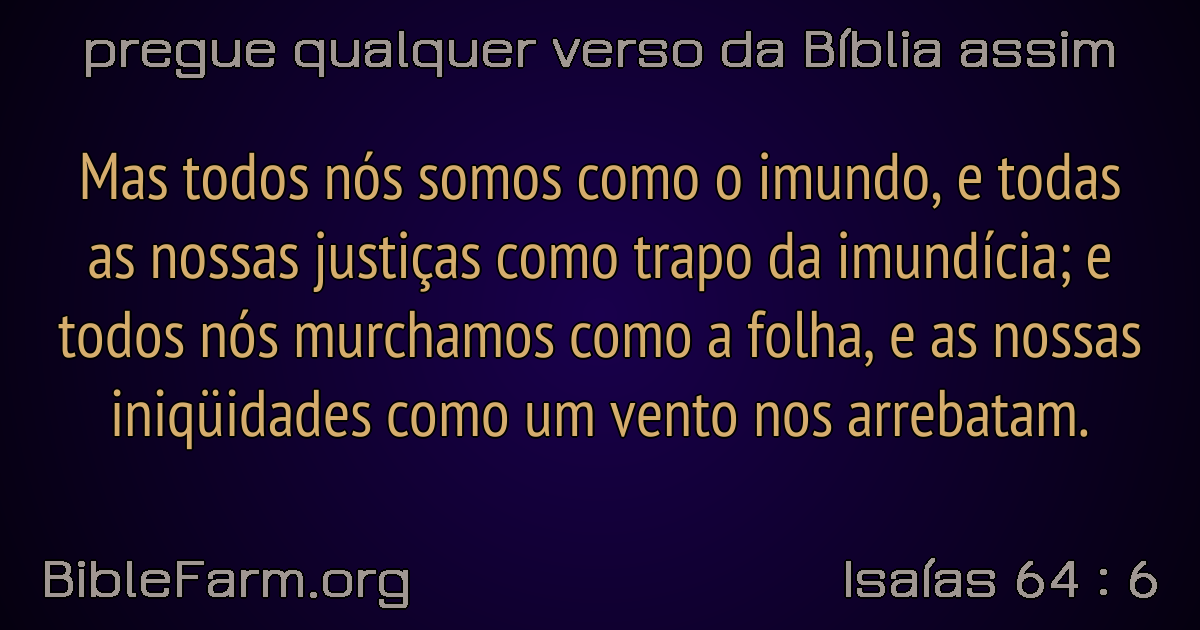 pregue qualquer verso da Bíblia assim
Mas todos nós somos como o imundo, e todas
as nossas justiças como trapo da imundícia; e
todos nós murchamos como a folha, e as nossas
iniqüidades como um vento nos arrebatam.
BibleFarm.org
Isaías 64 : 6